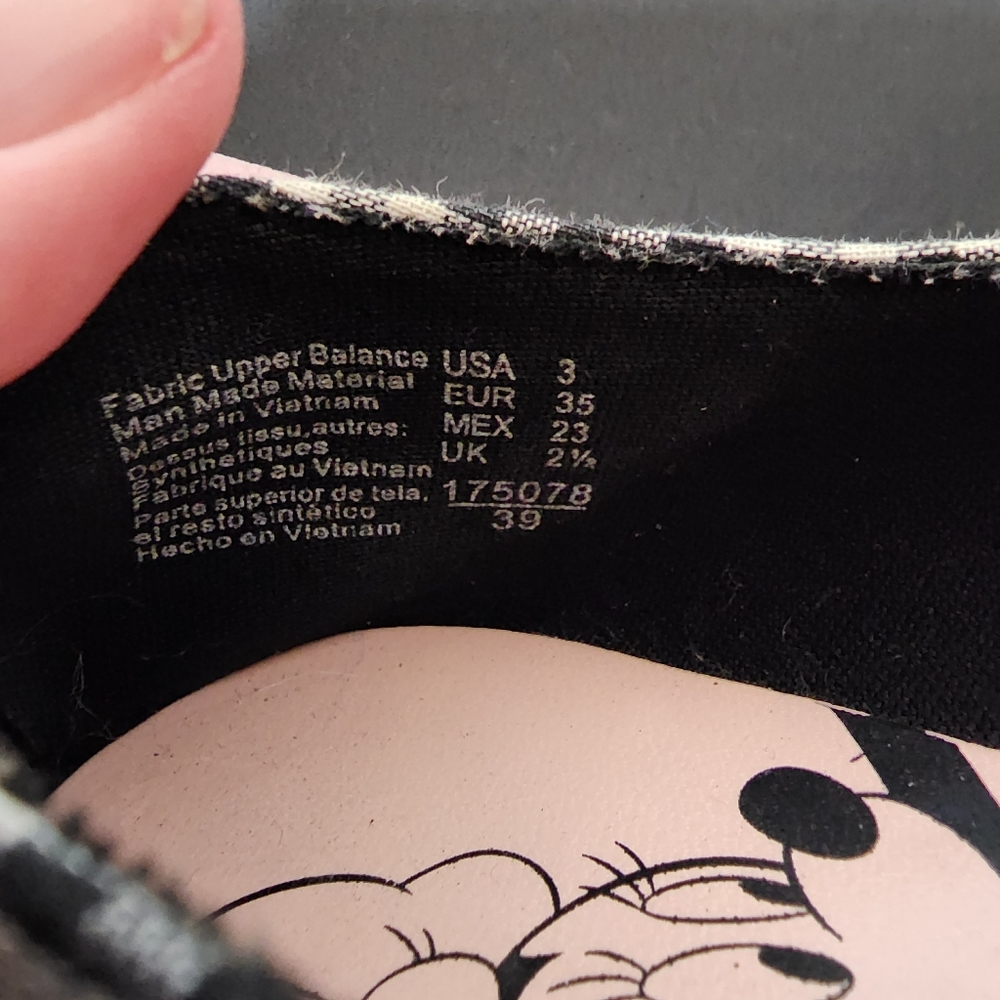 Fabric Upper Balance
Man Made Material
Made in Vietnam
Dessus tissu,autres:
Synthetiques
Fabrique au Vietnam
Parte superior de tela,
el resto sintético
Hecho en Vietnam
USA 3
EUR 35
MEX 23
UK 2½
175078
39